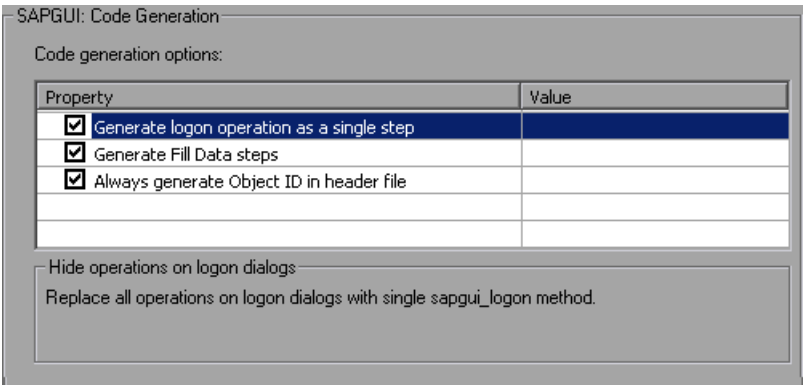 SAPGUI: Code Generation
Code generation options:
Property Value
Generate logon operation as a single step
Generate Fill Data steps
Always generate Object ID in header file
Hide operations on logon dialogs
Replace all operations on logon dialogs with single sapgui_logon method.